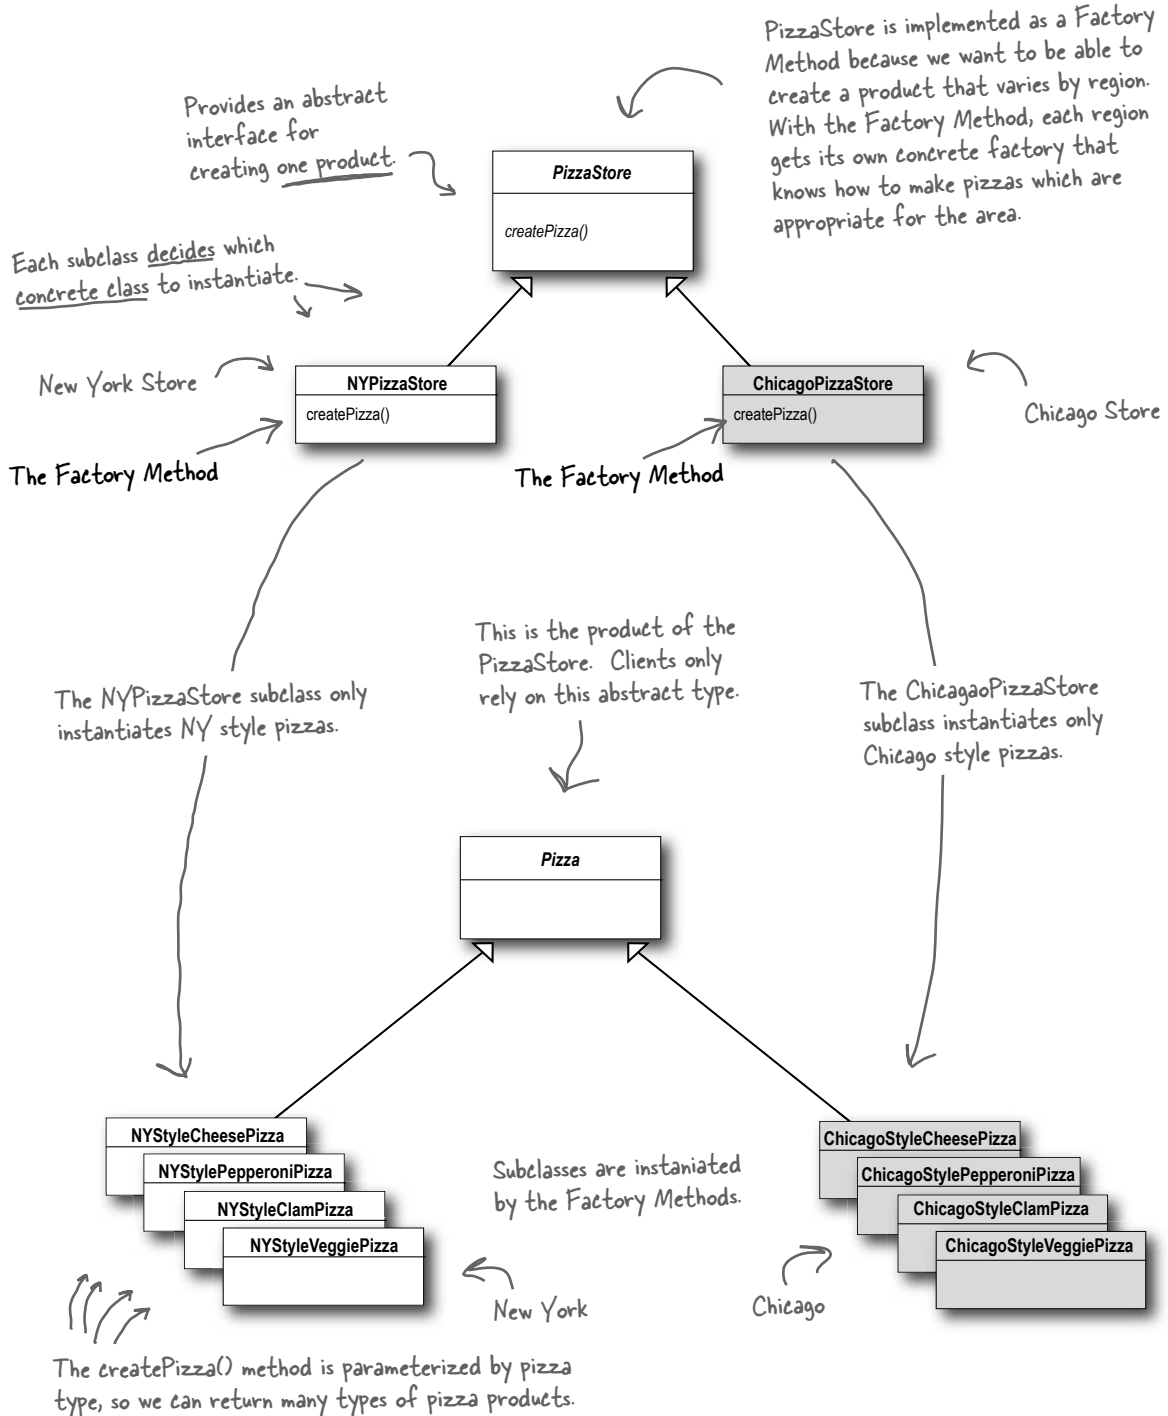 PizzaStore is implemented as a Factory
Method because we want to be able to
create a product that varies by region.
With the Factory Method, each region
gets its own concrete factory that
knows how to make pizzas which are
appropriate for the area.
Provides an abstract
interface for
creating one product.
PizzaStore
createPizza()
Each subclass decides which
concrete class to instantiate.
New York Store
NYPizzaStore
createPizza()
The Factory Method
ChicagoPizzaStore
createPizza()
The Factory Method
Chicago Store
The NYPizzaStore subclass only
instantiates NY style pizzas.
This is the product of the
PizzaStore. Clients only
rely on this abstract type.
The ChicagaoPizzaStore
subclass instantiates only
Chicago style pizzas.
Pizza
NYStyleCheesePizza
NYStylePepperoniPizza
NYStyleClamPizza
NYStyleVeggiePizza
Subclasses are instaniated
by the Factory Methods.
ChicagoStyleCheesePizza
ChicagoStylePepperoniPizza
ChicagoStyleClamPizza
ChicagoStyleVeggiePizza
New York
Chicago
The createPizza() method is parameterized by pizza
type, so we can return many types of pizza products.